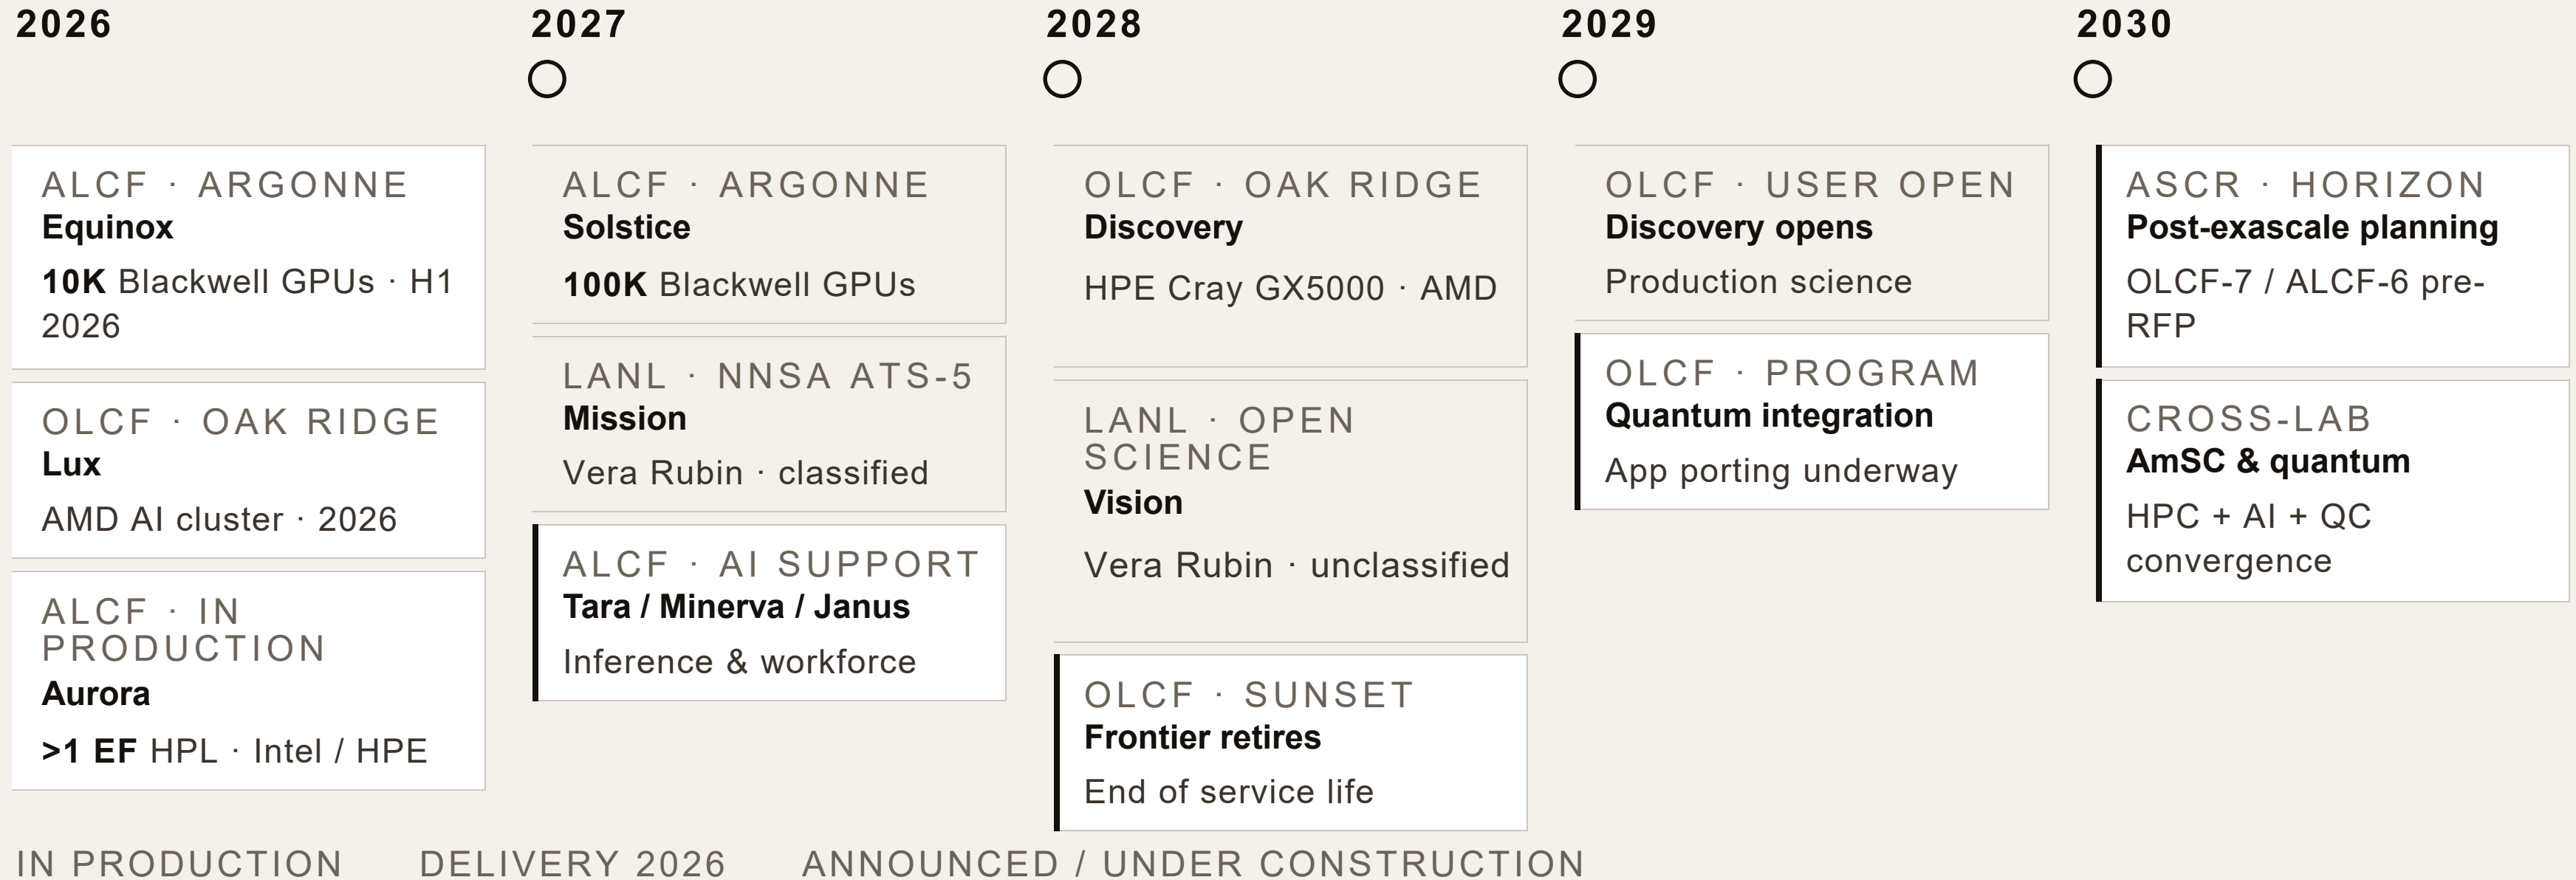 2026
ALCF · ARGONNE
Equinox
10K Blackwell GPUs · H1
2026
OLCF · OAK RIDGE
Lux
AMD AI cluster · 2026
ALCF · IN
PRODUCTION
Aurora
>1 EF HPL · Intel / HPE
2027
ALCF · ARGONNE
Solstice
100K Blackwell GPUs
LANL · NNSA ATS-5
Mission
Vera Rubin · classified
ALCF · AI SUPPORT
Tara / Minerva / Janus
Inference & workforce
2028
OLCF · OAK RIDGE
Discovery
HPE Cray GX5000 · AMD
LANL · OPEN
SCIENCE
Vision
Vera Rubin · unclassified
OLCF · SUNSET
Frontier retires
End of service life
2029
OLCF · USER OPEN
Discovery opens
Production science
OLCF · PROGRAM
Quantum integration
App porting underway
2030
ASCR · HORIZON
Post-exascale planning
OLCF-7 / ALCF-6 pre-
RFP
CROSS-LAB
AmSC & quantum
HPC + AI + QC
convergence
IN PRODUCTION DELIVERY 2026 ANNOUNCED / UNDER CONSTRUCTION